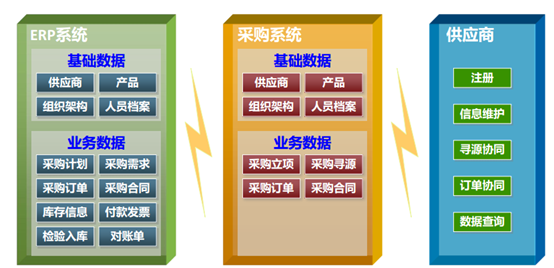 ERP系统
基础数据
供应商 产品
组织架构 人员档案
业务数据
采购计划 采购需求
采购订单 采购合同
库存信息 付款发票
检验入库 对账单
采购系统
基础数据
供应商 产品
组织架构 人员档案
业务数据
采购立项 采购寻源
采购订单 采购合同
供应商
注册
信息维护
寻源协同
订单协同
数据查询